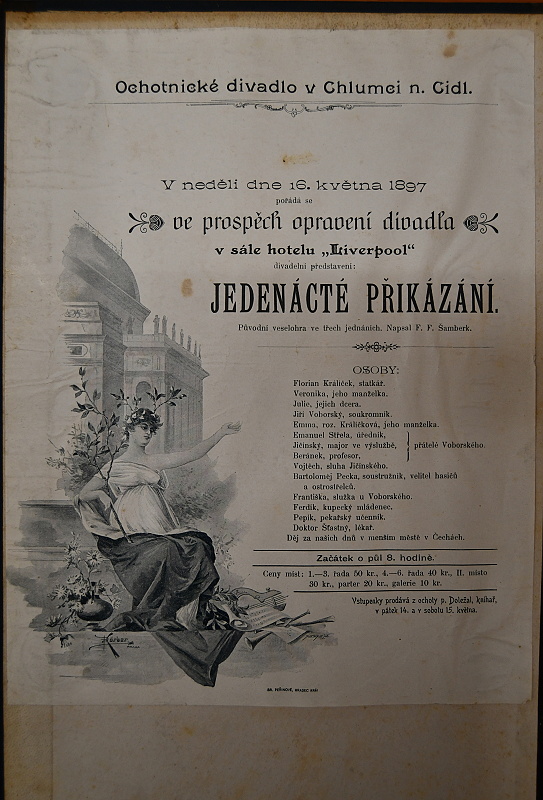 Ochotnické divadlo v Chlumci n. Cidl.
V neděli dne 16. května 1897
pořádá se
ve prospěch opravení divadla
v sále hotelu „Liverpool“
divadelní představení:
JEDENÁCTÉ PŘIKÁZÁNÍ.
Původní veselohra ve třech jednáních. Napsal F. F. Šamberk.
OSOBY:
Florian Králíček, statkář.
Veronika, jeho manželka.
Julie, jejich dcera.
Jiří Voborský, soukromník.
Emma, roz. Králíčková, jeho manželka.
Emanuel Střela, úředník,
Jičínský, major ve výslužbě, přátelé Voborského.
Beránek, profesor,
Vojtěch, sluha Jičínského.
Bartoloměj Pecka, soustružník, velitel hasičů
a ostrostřelců.
Františka, služka u Voborského.
Ferdík, kupecký mládenec.
Pepík, pekařský učenník.
Doktor Šťastný, lékař.
Děj za našich dnů v menším městě v Čechách.
Začátek o půl 8. hodině.
Ceny míst: 1.—3. řada 50 kr., 4.—6. řada 40 kr., II. místo
30 kr., parter 20 kr., galerie 10 kr.
Vstupenky prodává z ochoty p. Doležal, knihař,
v pátek 14. a v sobotu 15. května.